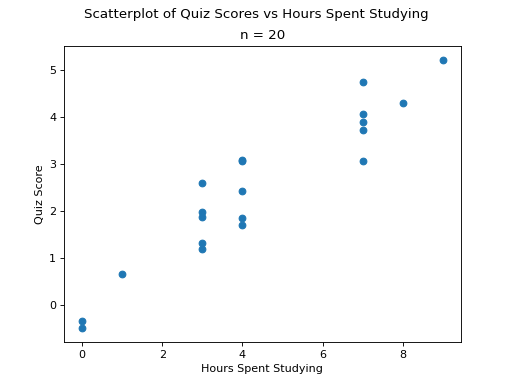 Scatterplot of Quiz Scores vs Hours Spent Studying
n = 20
5
4
3
2
1
0
Quiz Score
0 2 4 6 8
Hours Spent Studying